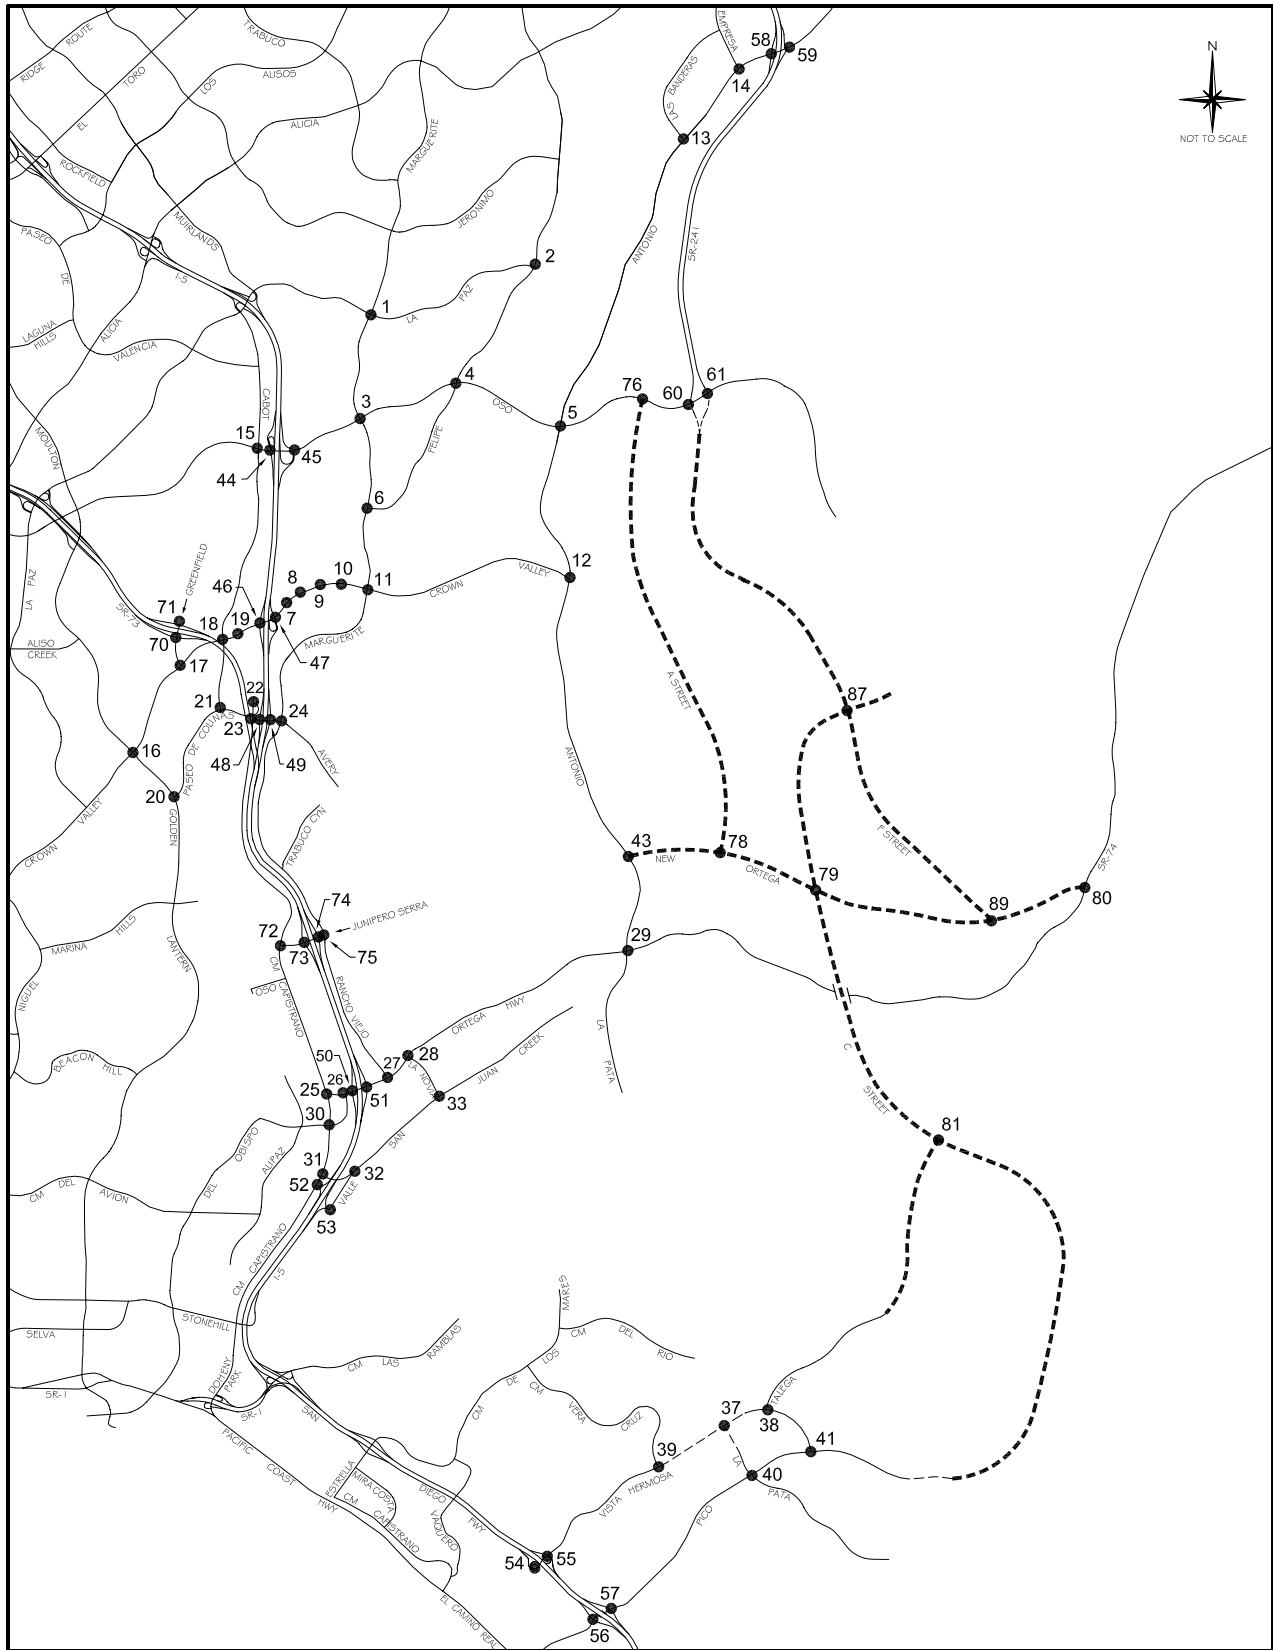 TRABUCO
ROUTE
RIDGE
EMPRESA
58
59
14
N
TORO
LOS
ALISOS
LAS BANDERAS
NOT TO SCALE
EL
ALICIA
13
MARGUERITE
ROCKFIELD
JERONIMO
MUIRLANDS
PASEO
DE
ANTONIO
SR-241
2
I-5
1
LA
PAZ
LAGUNA
HILLS
ALICIA
VALENCIA
61
76
60
4
CABOT
3
OSO
5
15
MOULTON
FELIPE
45
44
6
GREENFIELD
12
VALLEY
10
8
9
11
CROWN
LA PAZ
46
7
SR-73
71
18
19
MARGUERITE
70
ALISO
CREEK
17
47
A STREET
22
87
21
24
23
PASEO DE COLINAS
16
48
49
AVERY
ANTONIO
20
GOLDEN
VALLEY
CROWN
TRABUCO CYN
43
NEW
78
ORTEGA
F STREET
79
SR-74
80
89
74
JUNIPERO SERRA
HILLS
MARINA
72
73
75
29
LANTERN
CM CAPISTRANO
OSO
RANCHO VIEJO
NIGUEL
ORTEGA
HWY
LA
PATA
C
STREET
50
28
27
BEACON
HILL
LA NOVIA
JUAN
CREEK
25
26
51
33
30
81
OBISPO
ALIPAZ
SAN
31
32
52
VALLE
CM
DEL
AVION
DEL
53
CM CAPISTRANO
I-5
MARES
STONEHILL
SELVA
RAMBLAS
CM
LAS
LOS
CM
DEL
RIO
DOHENY
PARK
SR-1
SR-1
SAN
DE
CM
CM
VERA
CRUZ
TALEGA
37
38
PACIFIC
COAST
HWY
39
41
LA
40
PATA
ESTRELLA
MIRA COSTA
CM
CAPISTRANO
DIEGO
FWY
VAQUERO
VISTA
HERMOSA
PICO
54
55
57
56
EL CAMINO REAL